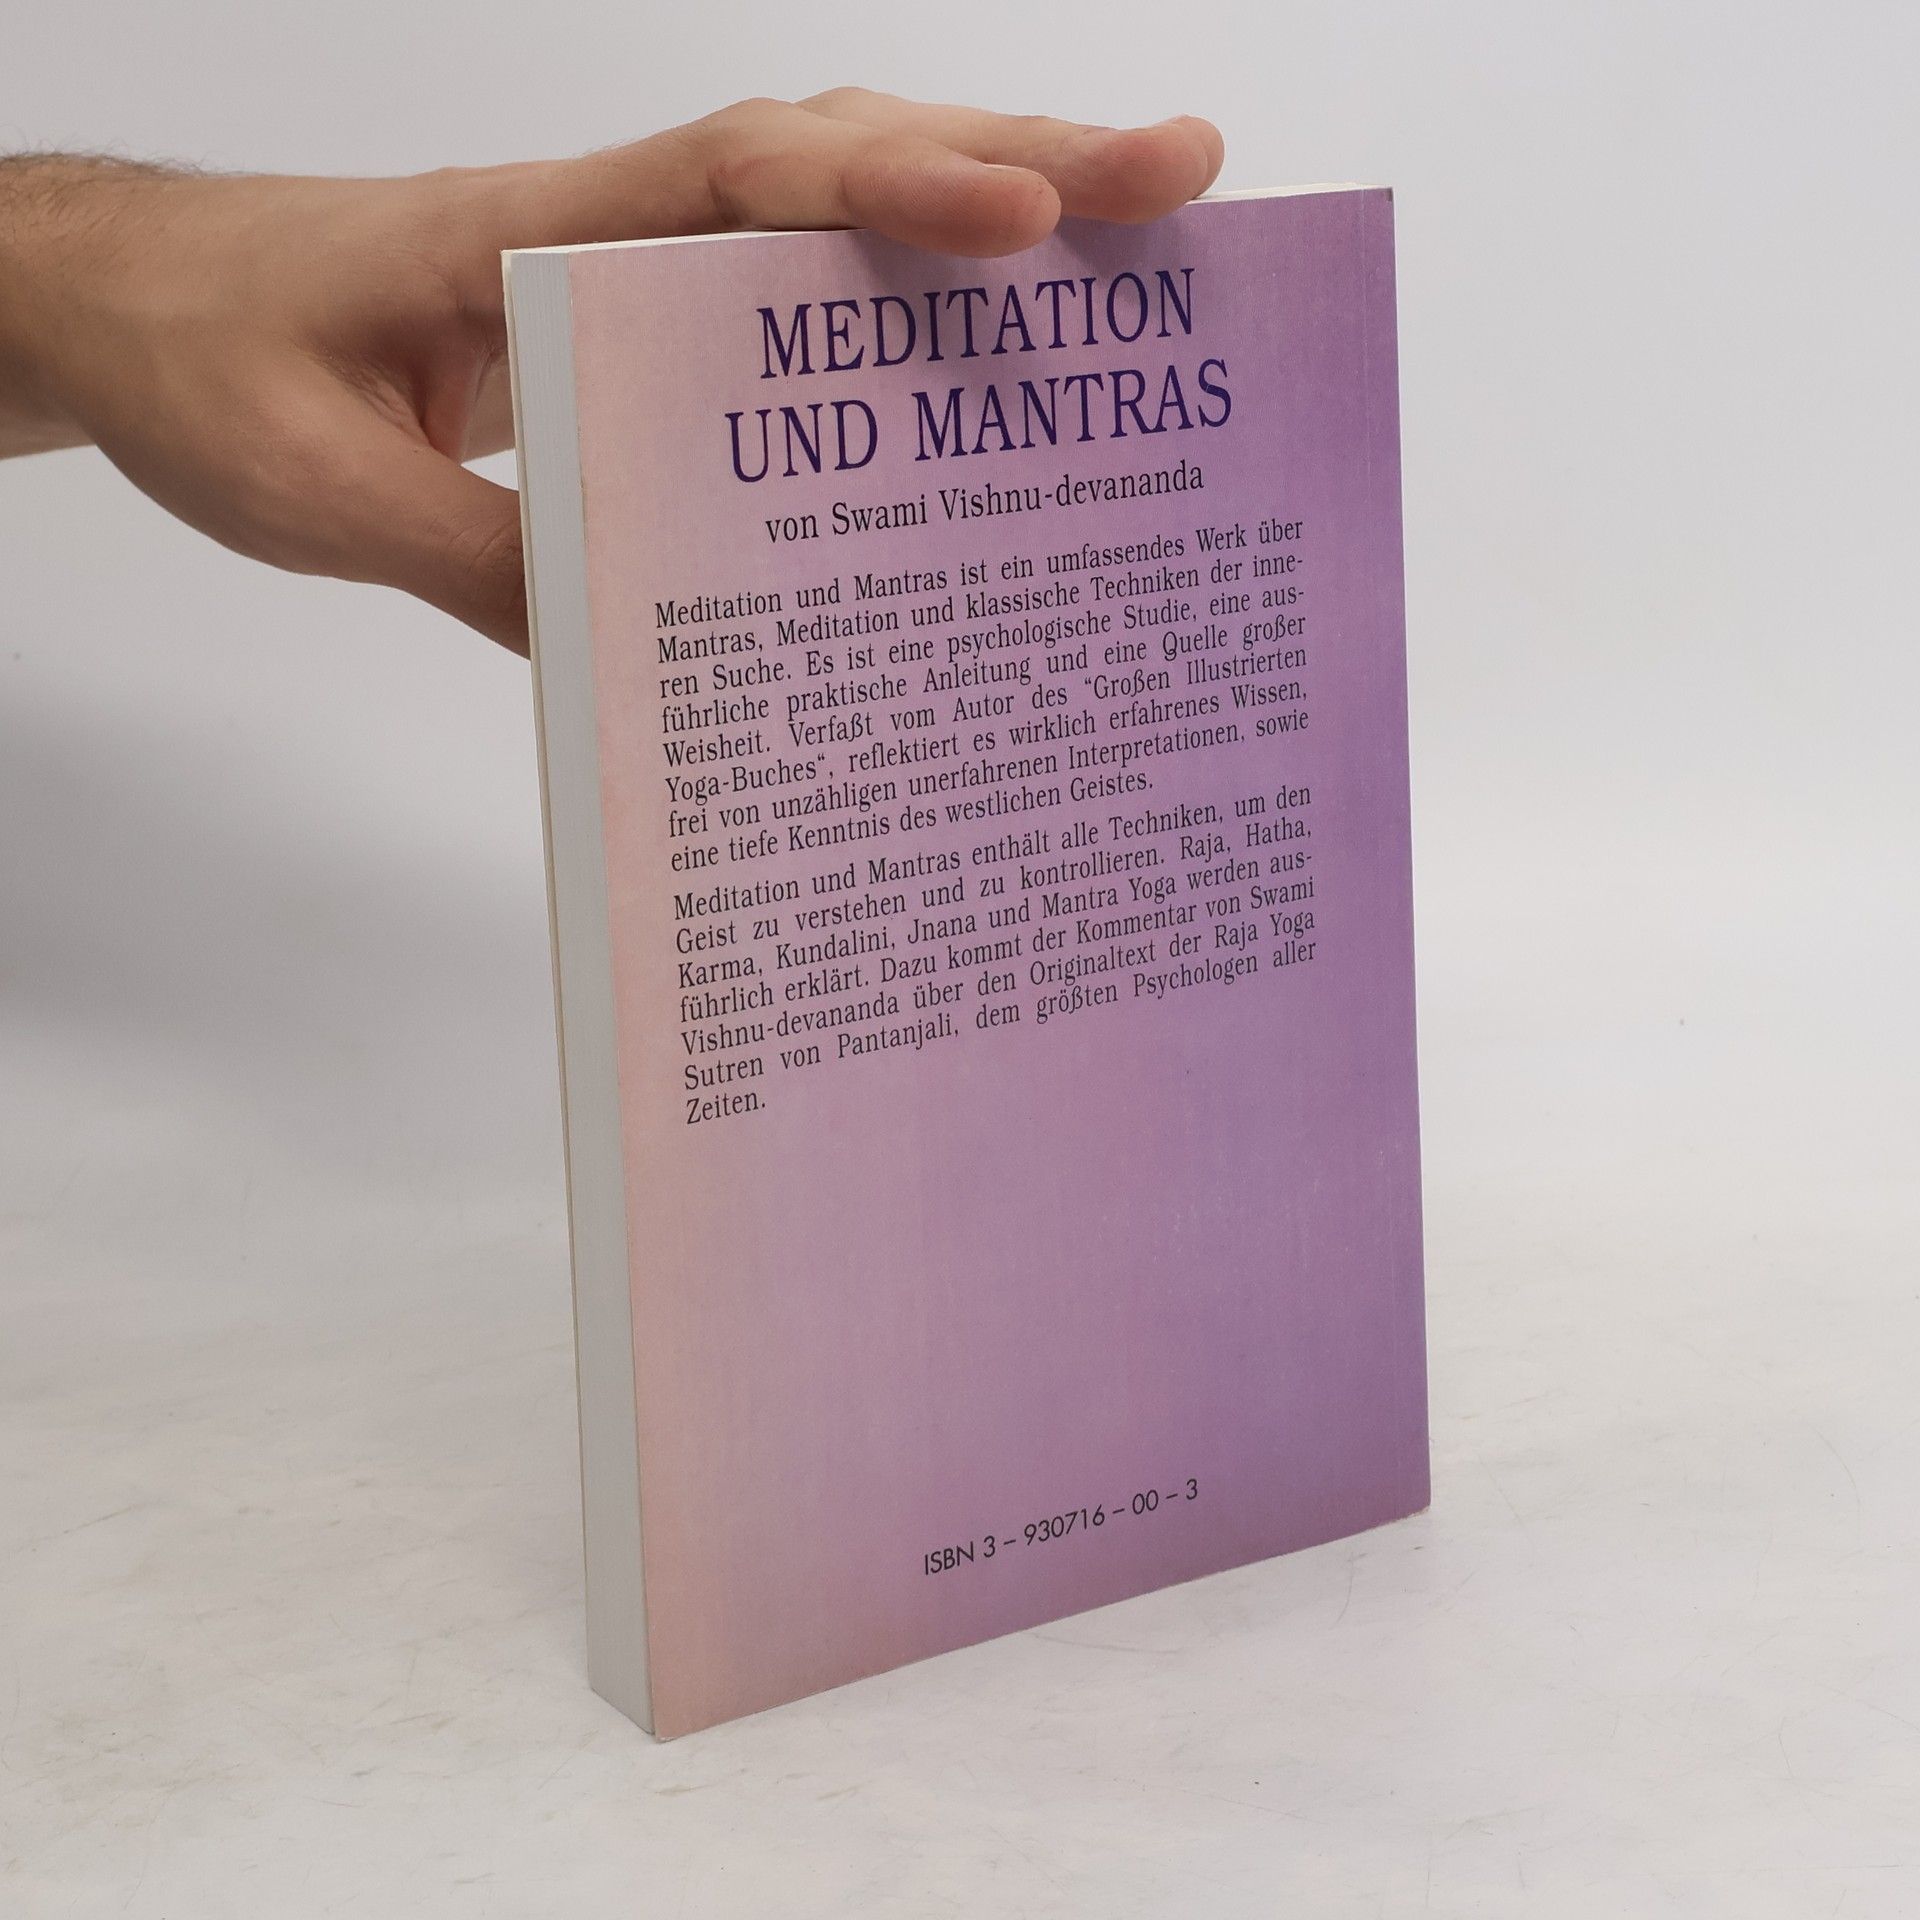 MEDITATION
UND MANTRAS
von Swami Vishnu-devananda
Meditation und Mantras ist ein umfassendes Werk über
Mantras, Meditation und klassische Techniken der inne-
ren Suche. Es ist eine psychologische Studie, eine aus-
führliche praktische Anleitung und eine Quelle großer
Weisheit. Verfaßt vom Autor des “Großen Illustrierten
Yoga-Buches“, reflektiert es wirklich erfahrenes Wissen,
frei von unzähligen unerfahrenen Interpretationen, sowie
eine tiefe Kenntnis des westlichen Geistes.
Meditation und Mantras enthält alle Techniken, um den
Geist zu verstehen und zu kontrollieren. Raja, Hatha,
Karma, Kundalini, Jnana und Mantra Yoga werden aus-
führlich erklärt. Dazu kommt der Kommentar von Swami
Vishnu-devananda über den Originaltext der Raja Yoga
Sutren von Pantanjali, dem größten Psychologen aller
Zeiten.
ISBN 3 – 930716 – 00 – 3